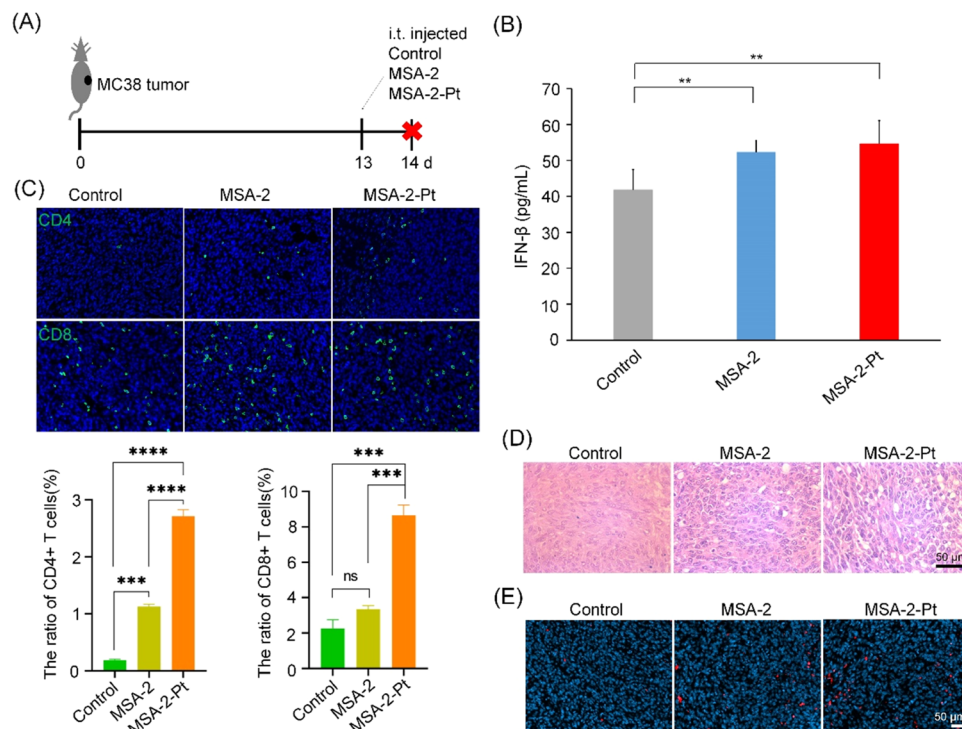 (A)
MC38 tumor
i.t. injected
Control
MSA-2
MSA-2-Pt
0
13
14 d
(B)
**
**
IFN-β (pg/mL)
70
60
50
40
30
20
10
0
Control
MSA-2
MSA-2-Pt
(C)
Control
MSA-2
MSA-2-Pt
CD4
CD8
The ratio of CD4+ T cells(%)
3
2
1
0
****
****
***
Control
MSA-2
MSA-2-Pt
The ratio of CD8+ T cells(%)
10
8
6
4
2
0
***
***
ns
Control
MSA-2
MSA-2-Pt
(D)
Control
MSA-2
MSA-2-Pt
50 μm
(E)
Control
MSA-2
MSA-2-Pt
50 μm